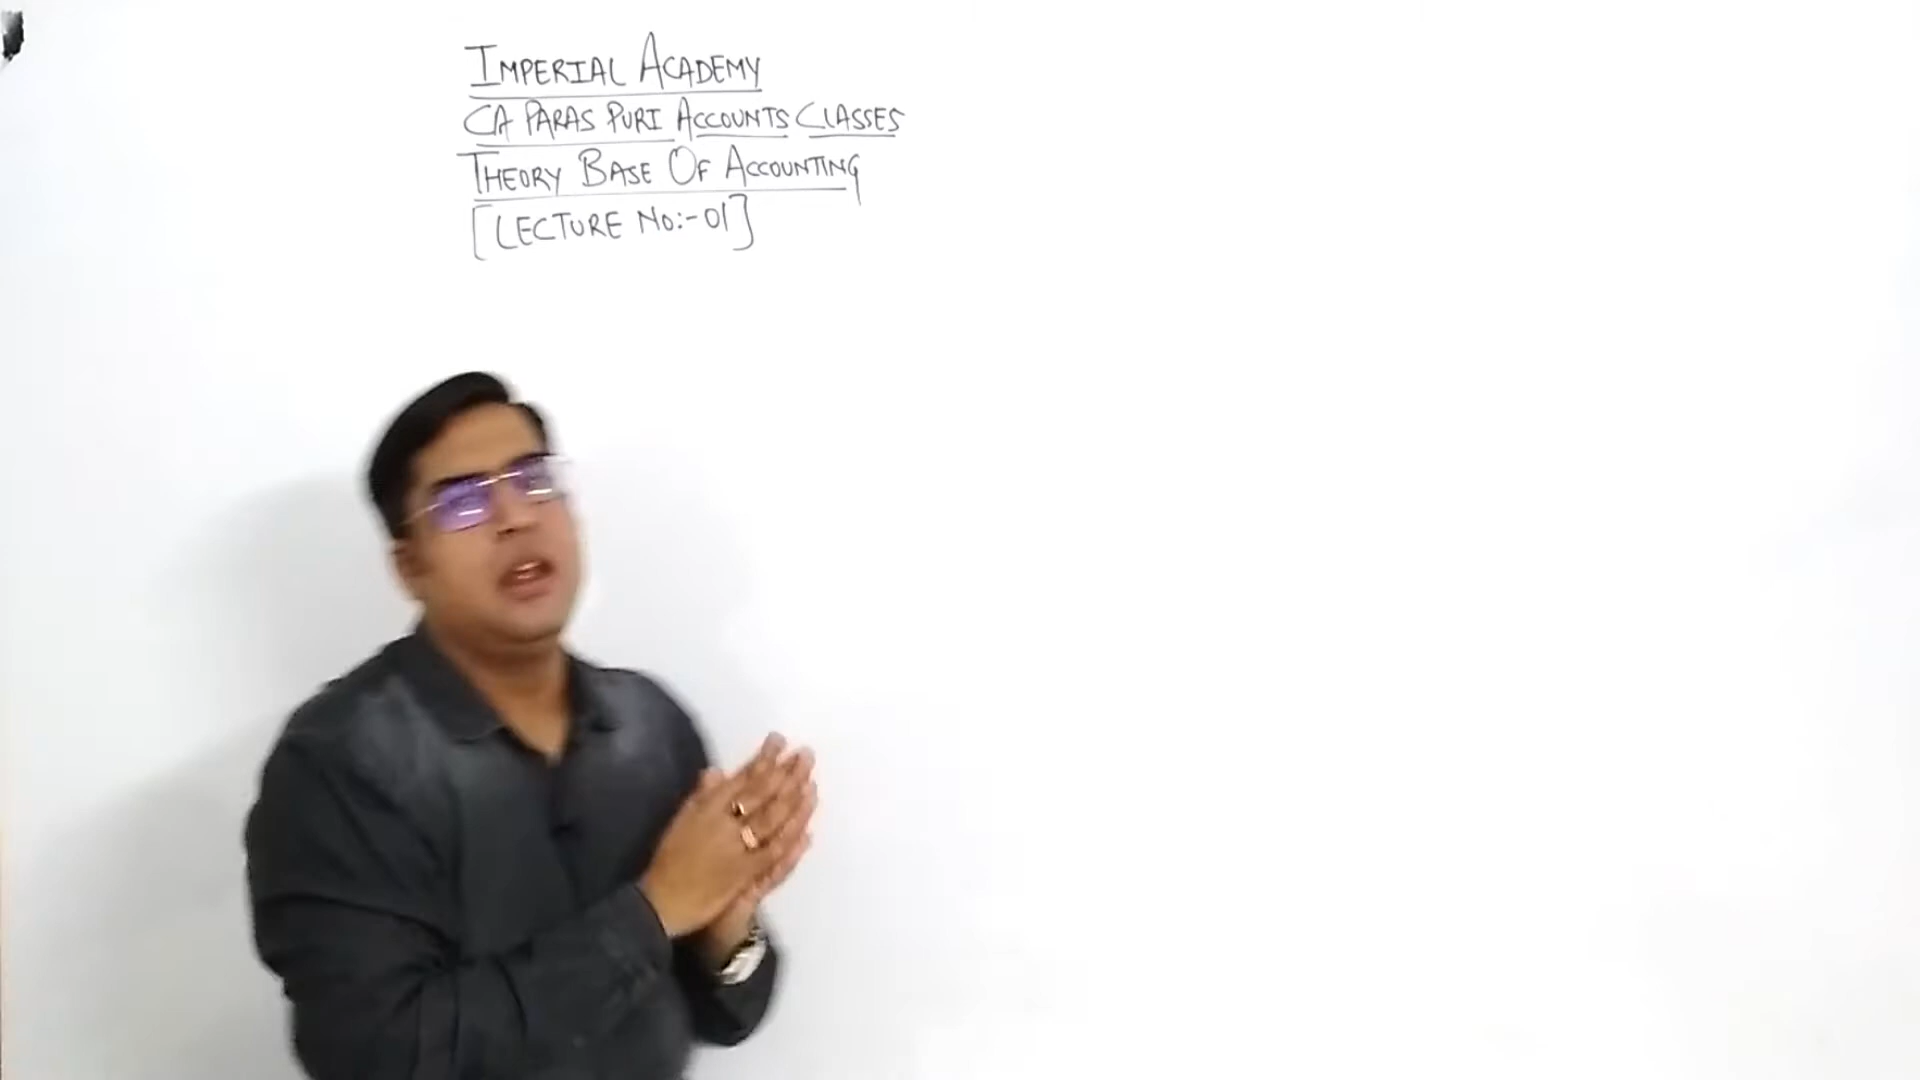 IMPERIAL ACADEMY
CA PARAS PURI ACCOUNTS CLASSES
THEORY BASE OF ACCOUNTING
[LECTURE NO:-01]